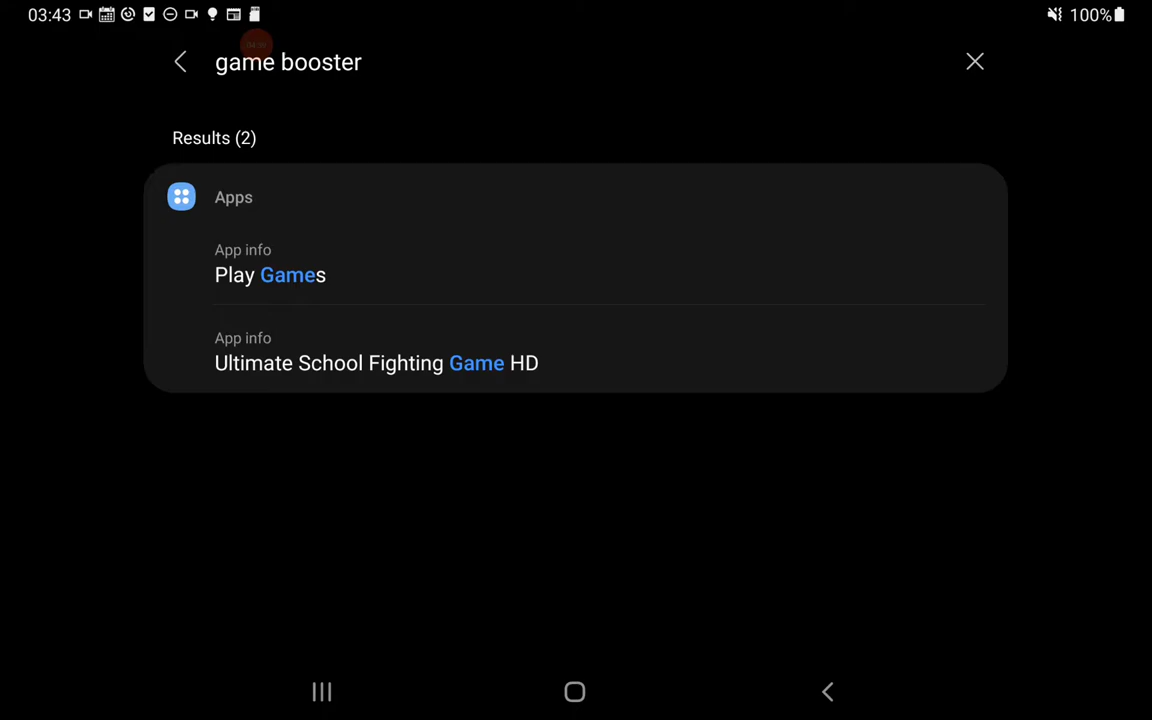 03:43
100%
game booster
Results (2)
Apps
App info
Play Games
App info
Ultimate School Fighting Game HD